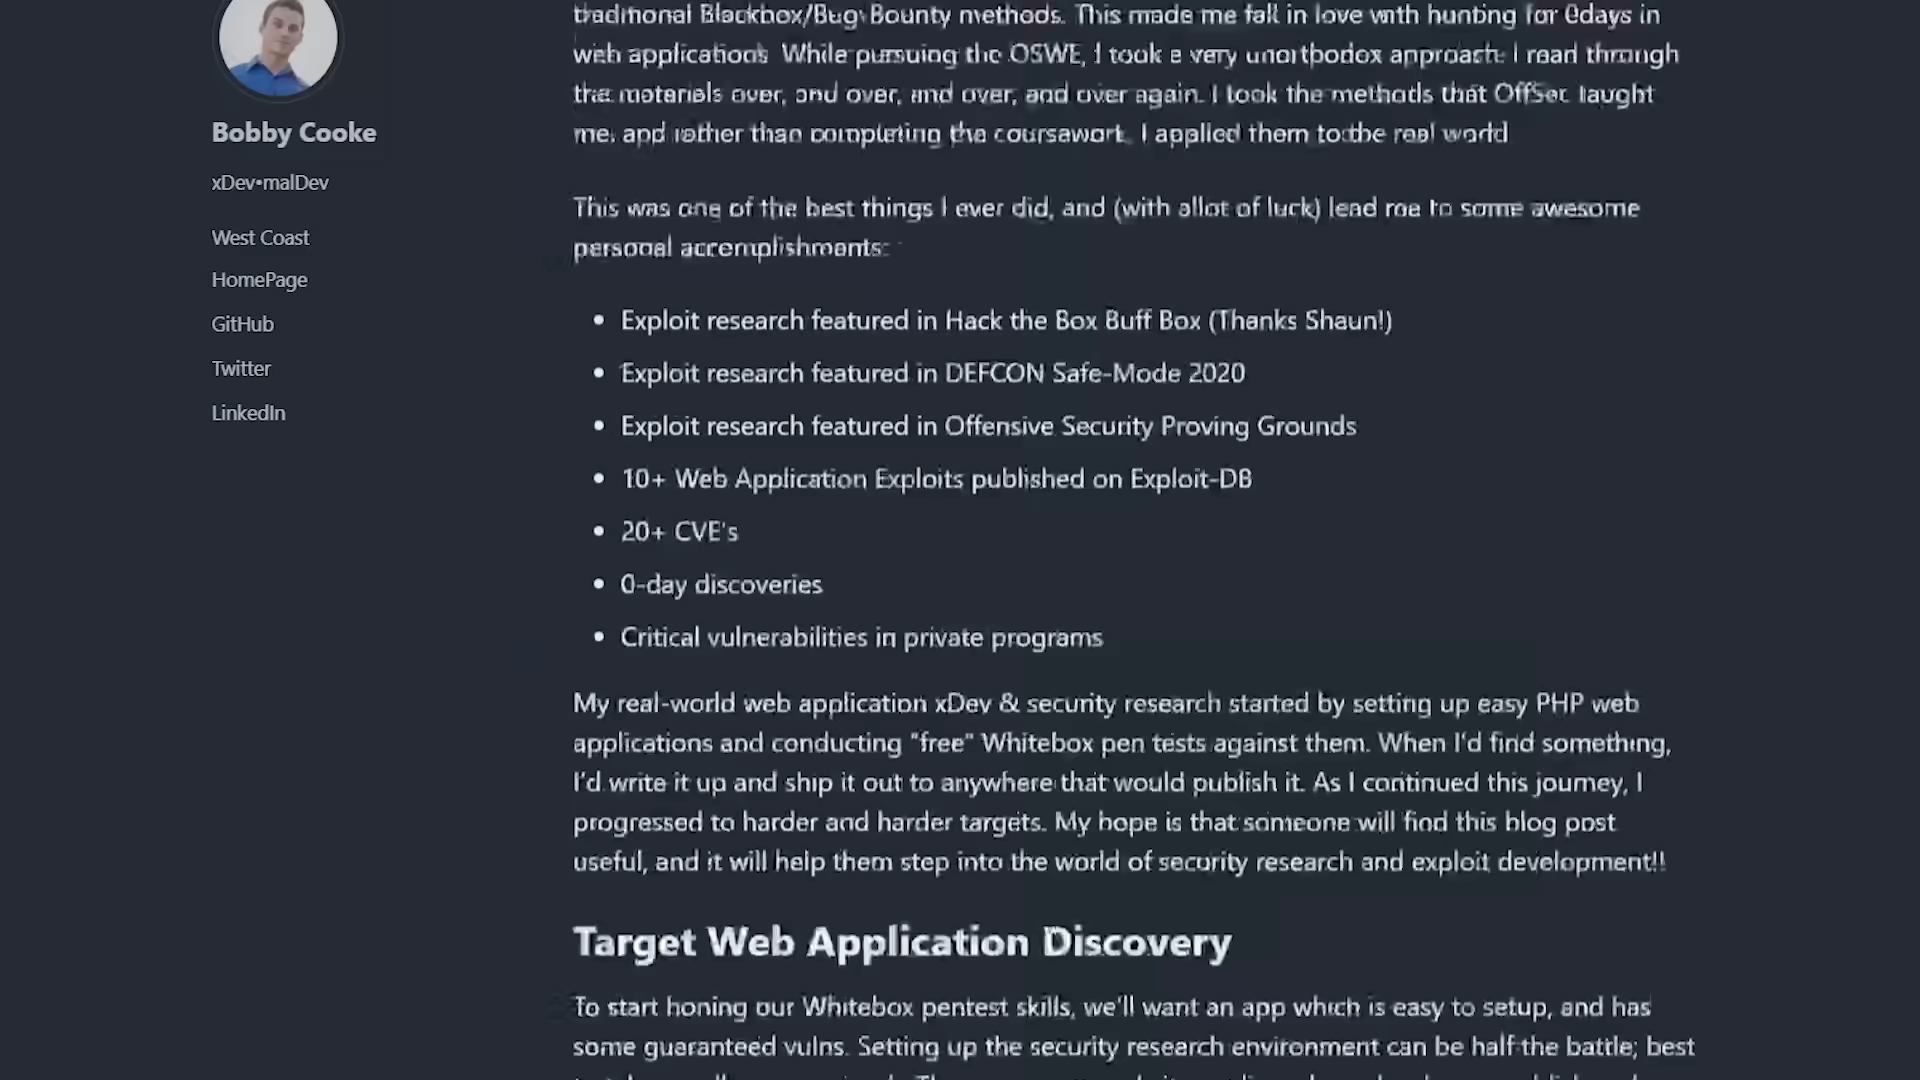 Bobby Cooke
xDev•malDev
West Coast
HomePage
GitHub
Twitter
LinkedIn
traditional Blackbox/Bug Bounty methods. This made me fall in love with hunting for 0days in
web applications. While pursuing the OSWE, I took a very unorthodox approach. I read through
the materials over, and over, and over, and over again. I took the methods that OffSec taught
me, and rather than completing the coursework, I applied them to the real world
This was one of the best things I ever did, and (with allot of luck) lead me to some awesome
personal accomplishments:
• Exploit research featured in Hack the Box Buff Box (Thanks Shaun!)
• Exploit research featured in DEFCON Safe-Mode 2020
• Exploit research featured in Offensive Security Proving Grounds
• 10+ Web Application Exploits published on Exploit-DB
• 20+ CVE's
• 0-day discoveries
• Critical vulnerabilities in private programs
My real-world web application xDev & security research started by setting up easy PHP web
applications and conducting "free" Whitebox pen tests against them. When I'd find something,
I'd write it up and ship it out to anywhere that would publish it. As I continued this journey, I
progressed to harder and harder targets. My hope is that someone will find this blog post
useful, and it will help them step into the world of security research and exploit development!!
Target Web Application Discovery
To start honing our Whitebox pentest skills, we'll want an app which is easy to setup, and has
some guaranteed vulns. Setting up the security research environment can be half the battle; best